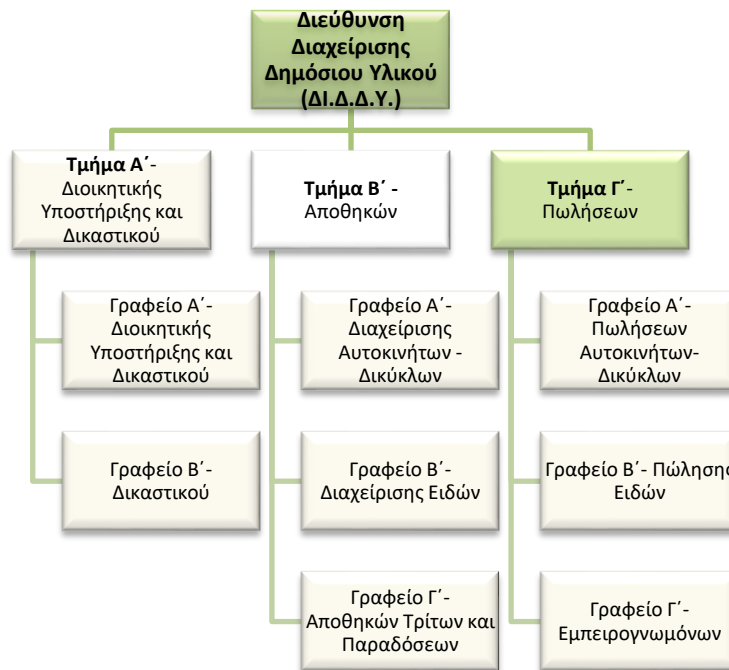 Διεύθυνση
Διαχείρισης
Δημόσιου Υλικού
(ΔΙ.Δ.Δ.Υ.)
Τμήμα Α΄-
Διοικητικής
Υποστήριξης και
Δικαστικού
Τμήμα Β΄ -
Αποθηκών
Τμήμα Γ΄-
Πωλήσεων
Γραφείο Α΄-
Διοικητικής
Υποστήριξης και
Δικαστικού
Γραφείο Β΄-
Δικαστικού
Γραφείο Α΄-
Διαχείρισης
Αυτοκινήτων -
Δικύκλων
Γραφείο Β΄-
Διαχείρισης Ειδών
Γραφείο Γ΄-
Αποθηκών Τρίτων και
Παραδόσεων
Γραφείο Α΄-
Πωλήσεων
Αυτοκινήτων-
Δικύκλων
Γραφείο Β΄- Πώλησης
Ειδών
Γραφείο Γ΄-
Εμπειρογνωμόνων